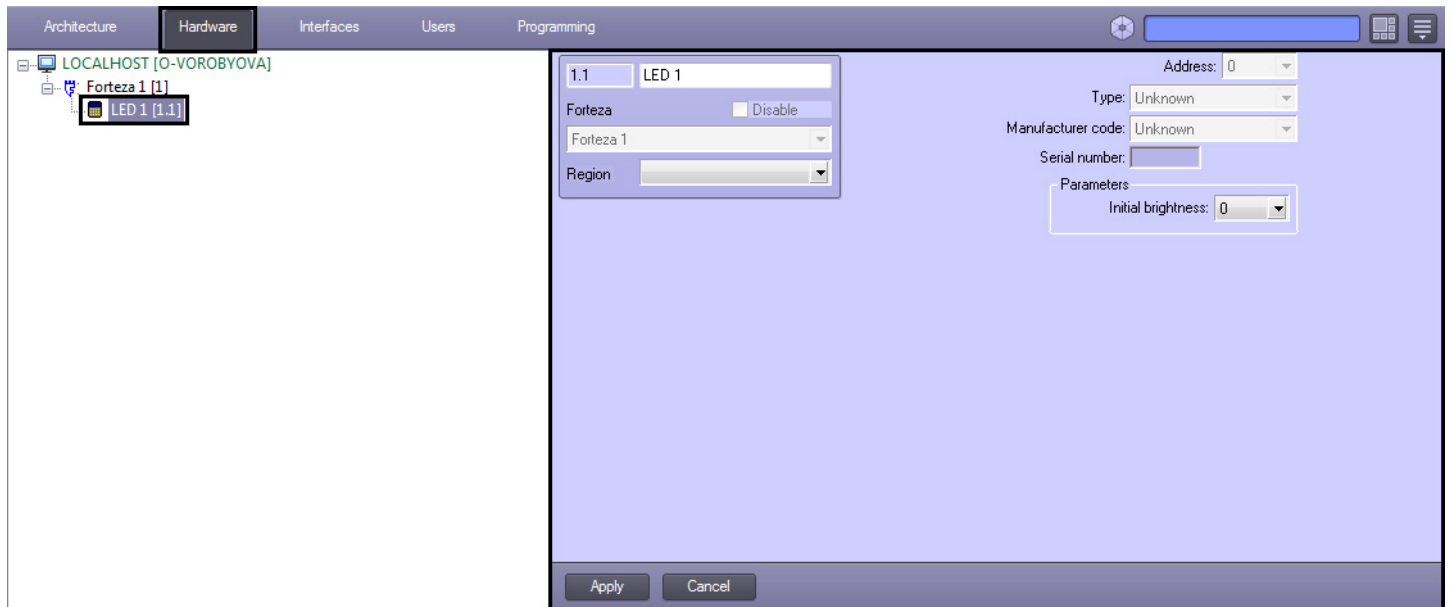 Architecture Hardware Interfaces Users Programming
LOCALHOST [O-VOROBYOVA]
Forteza 1 [1]
LED 1 [1.1]
1.1 LED 1
Forteza Disable
Forteza 1
Region
Address: 0
Type: Unknown
Manufacturer code: Unknown
Serial number:
Parameters
Initial brightness: 0
Apply Cancel